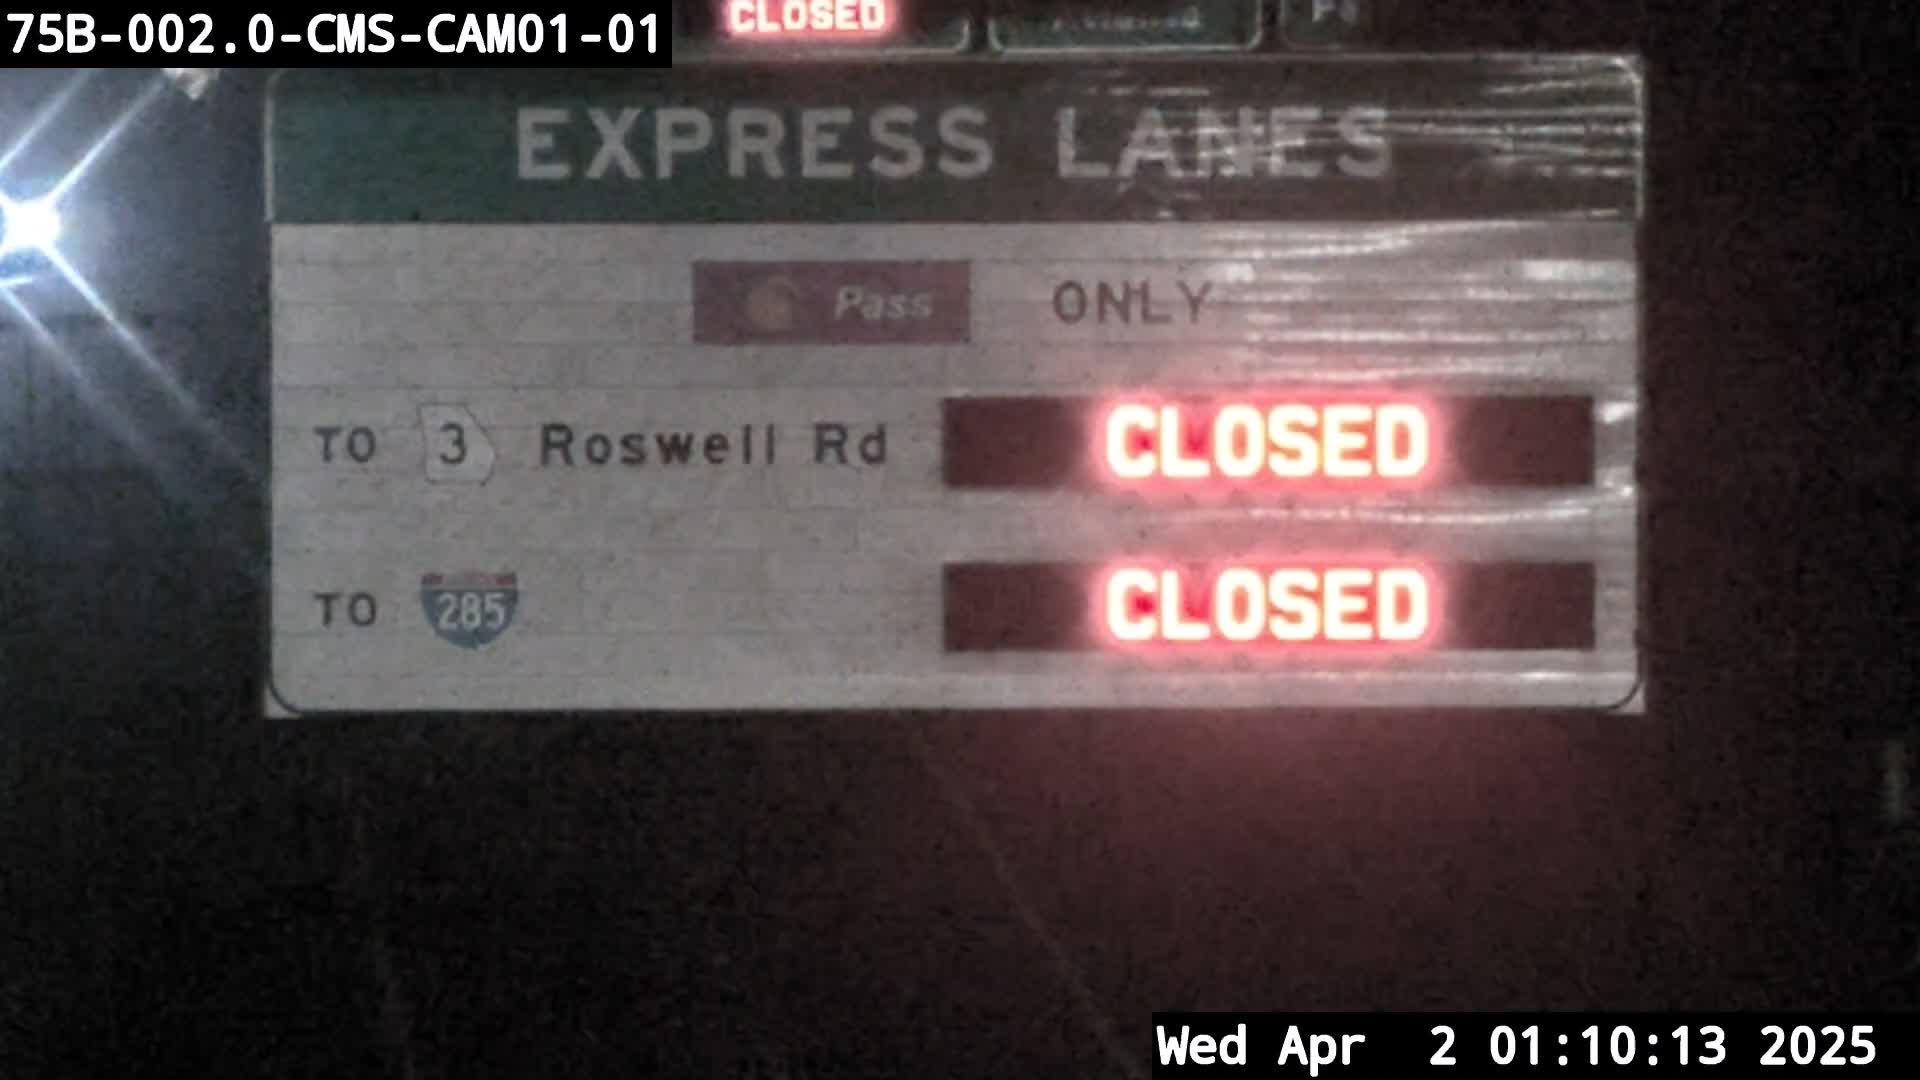 75B-002.0-CMS-CAM01-01
CLOSED
EXPRESS LANES
Pass ONLY
TO 3 Roswell Rd CLOSED
TO 285 CLOSED
Wed Apr 2 01:10:13 2025